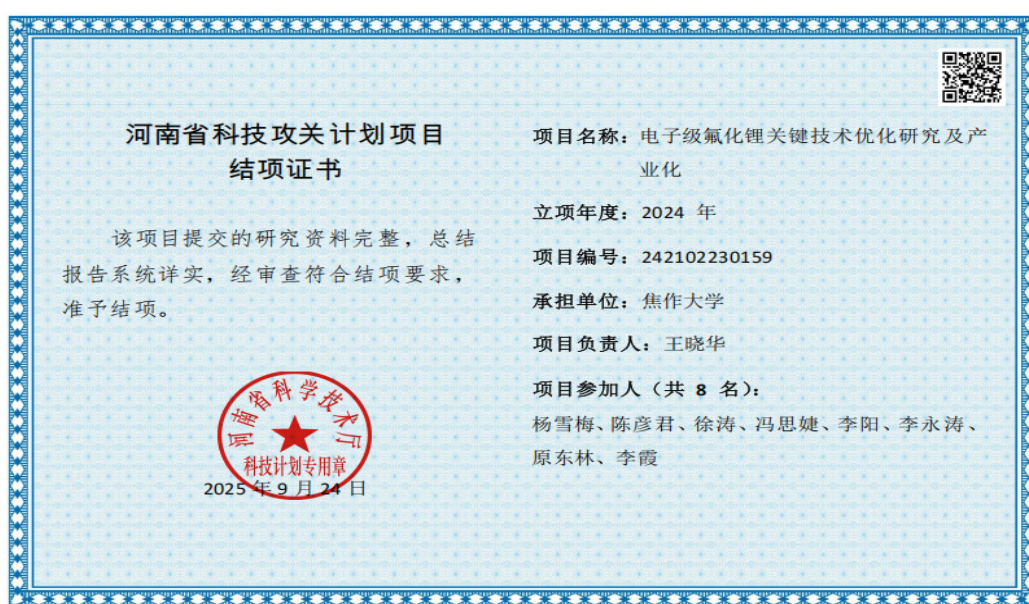 河南省科技攻关计划项目
结项证书
该项目提交的研究资料完整，总结
报告系统详实，经审查符合结项要求，
准予结项。
河南省科学技术厅
科技计划专用章
2025 年 9 月 24 日
项目名称：电子级氟化锂关键技术优化研究及产
业化
立项年度：2024 年
项目编号：242102230159
承担单位：焦作大学
项目负责人：王晓华
项目参加人（共 8 名）：
杨雪梅、陈彦君、徐涛、冯思婕、李阳、李永涛、
原东林、李霞